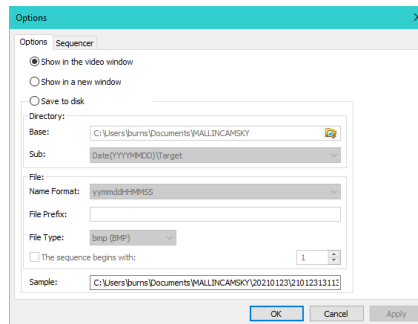 Options
Options Sequencer
Show in the video window
Show in a new window
Save to disk
Directory:
Base: C:\Users\burns\Documents\MALLINCAMSKY
Sub: Date(YYYYMMDD)\Target
File:
Name Format: yymmddHHMMSS
File Prefix:
File Type: bmp (BMP)
The sequence begins with: 1
Sample: C:\Users\burns\Documents\MALLINCAMSKY\20210123\21012313113
OK Cancel Apply